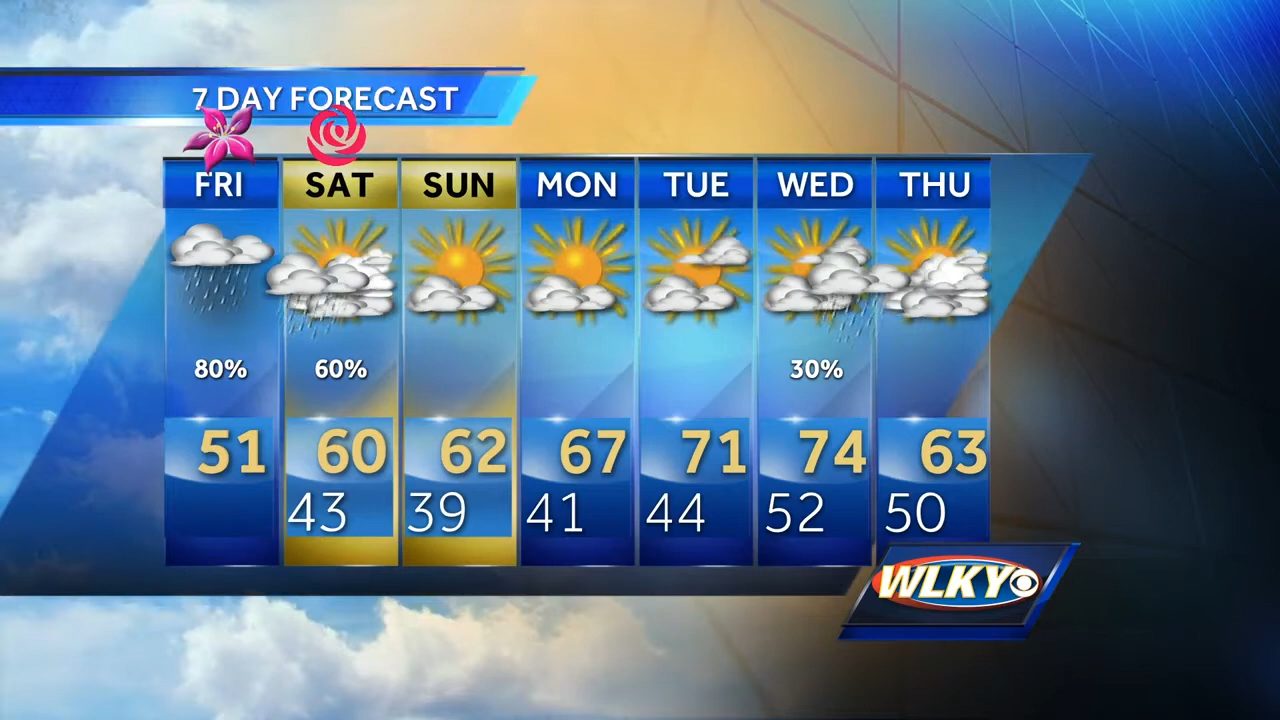 7 DAY FORECAST
FRI SAT SUN MON TUE WED THU
80% 60% 30%
51 60 62 67 71 74 63
43 39 41 44 52 50
WLKY